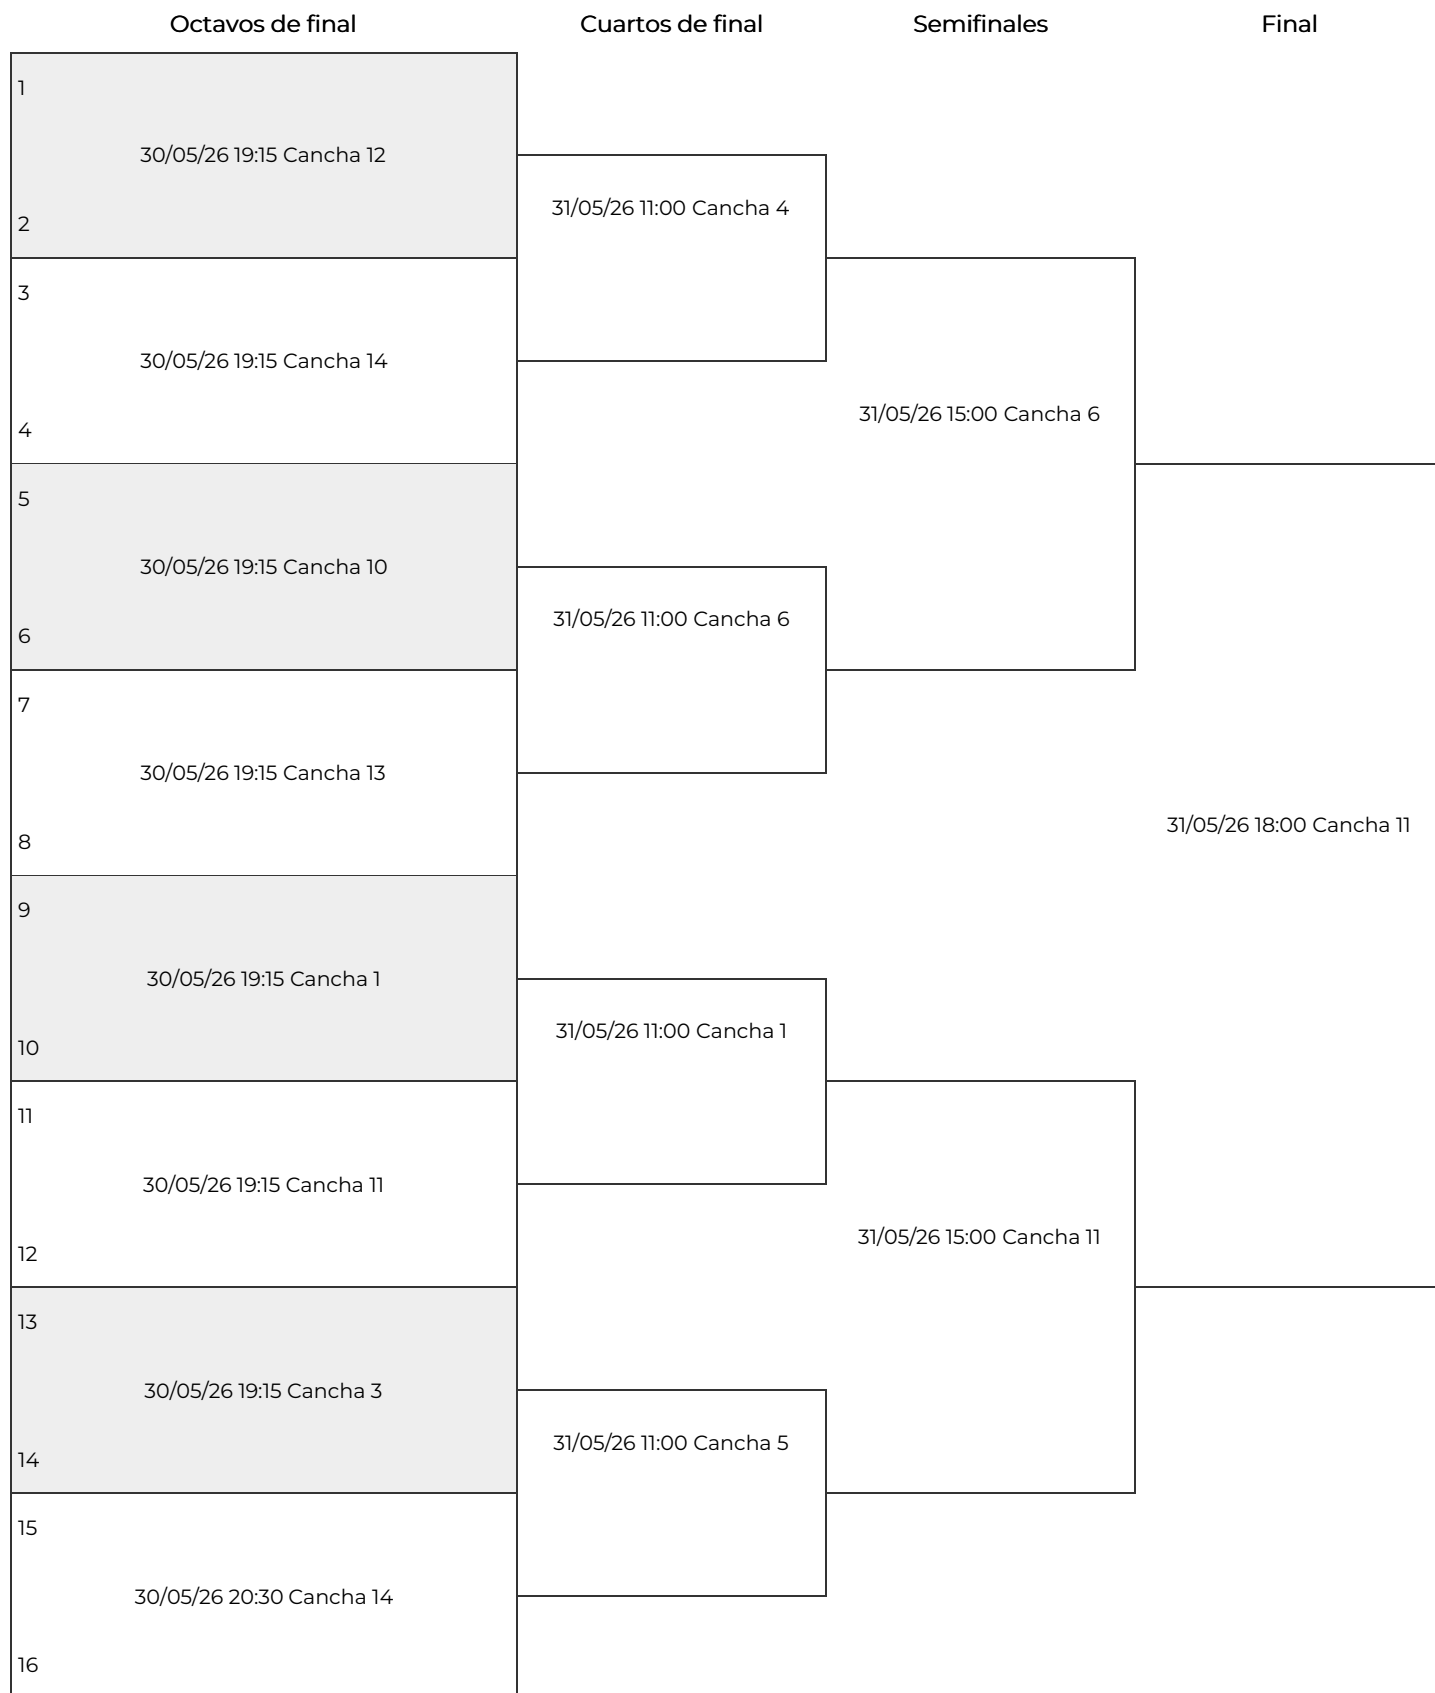 Octavos de final
Cuartos de final
Semifinales
Final
1
30/05/26 19:15 Cancha 12
2
31/05/26 11:00 Cancha 4
3
30/05/26 19:15 Cancha 14
4
31/05/26 15:00 Cancha 6
5
30/05/26 19:15 Cancha 10
6
31/05/26 11:00 Cancha 6
7
30/05/26 19:15 Cancha 13
8
31/05/26 18:00 Cancha 11
9
30/05/26 19:15 Cancha 1
10
31/05/26 11:00 Cancha 1
11
30/05/26 19:15 Cancha 11
12
31/05/26 15:00 Cancha 11
13
30/05/26 19:15 Cancha 3
14
31/05/26 11:00 Cancha 5
15
30/05/26 20:30 Cancha 14
16